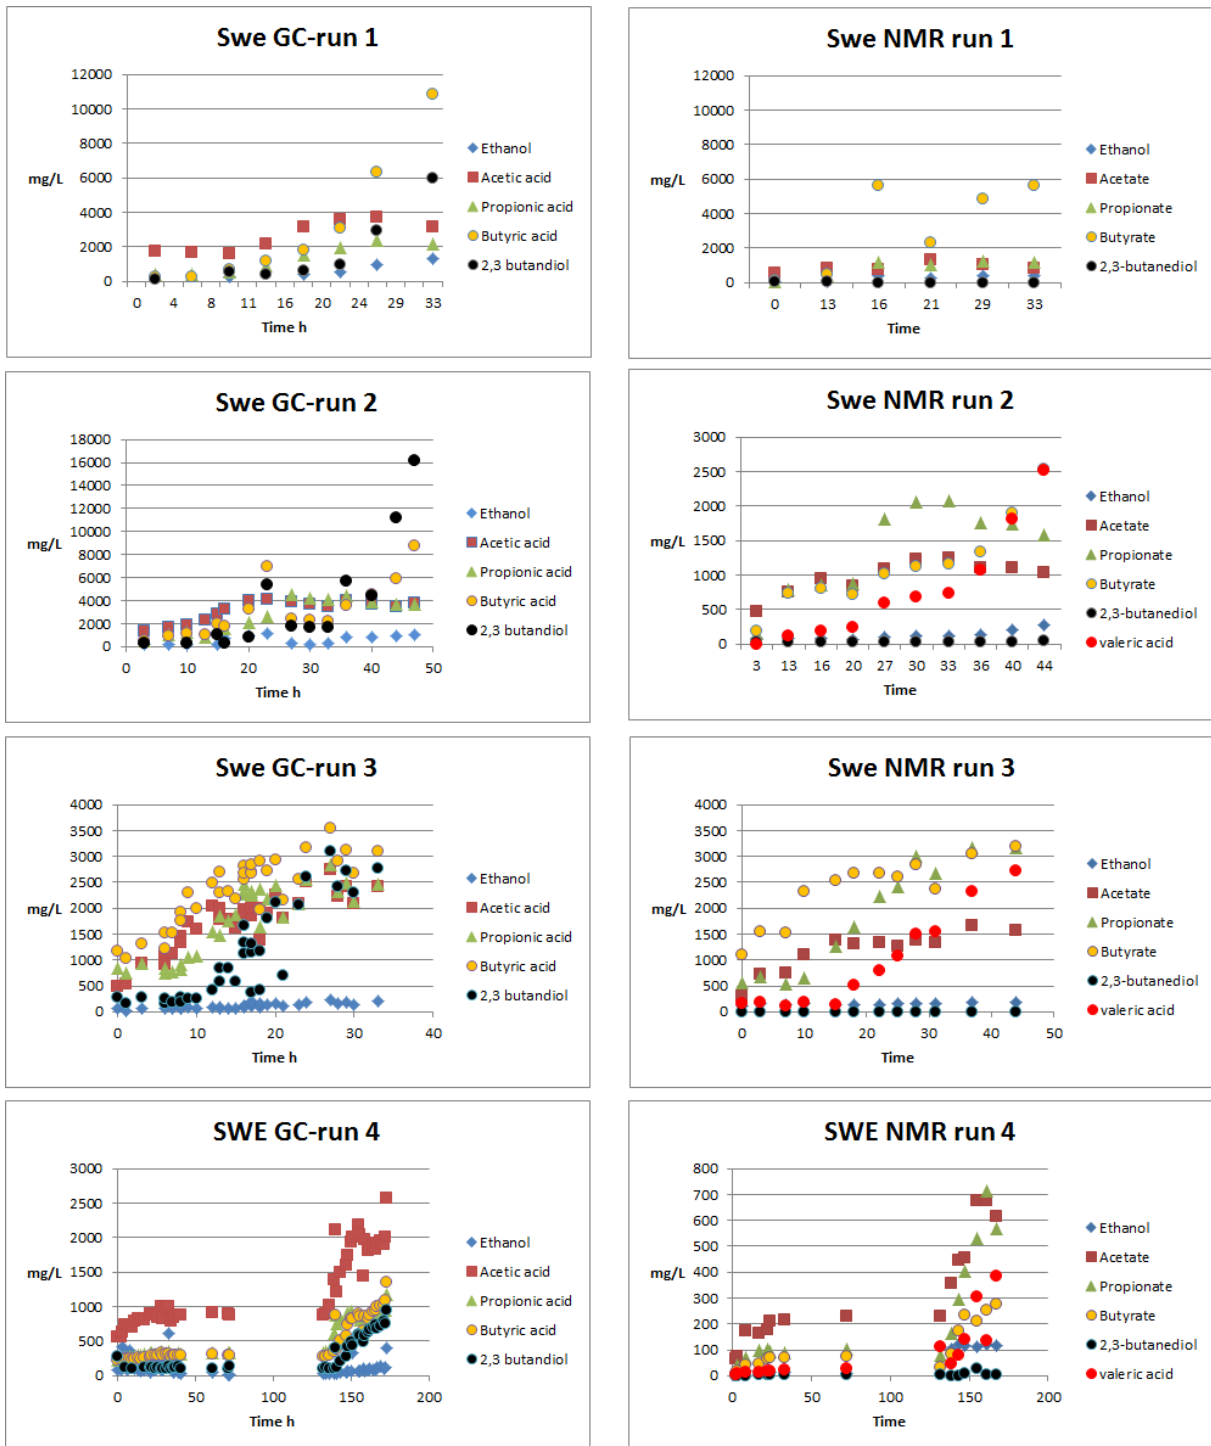 Swe GC-run 1
12000
10000
8000
mg/L 6000
4000
2000
0
0 4 8 11 14 16 20 24 29 33
Time h
Ethanol
Acetic acid
Propionic acid
Butyric acid
2,3 butandiol
Swe NMR run 1
12000
10000
8000
mg/L 6000
4000
2000
0
0 13 16 21 29 33
Time
Ethanol
Acetate
Propionate
Butyrate
2,3-butanediol
Swe GC-run 2
18000
16000
mg/L
14000
12000
10000
8000
6000
4000
2000
0
0 10 20 30 40 50
Time h
Ethanol
Acetic acid
Propionic acid
Butyric acid
2,3 butandiol
Swe NMR run 2
3000
mg/L
2500
2000
1500
1000
500
0
3 13 16 20 27 30 33 36 40 44
Time
Ethanol
Acetate
Propionate
Butyrate
2,3-butanediol
valeric acid
Swe GC-run 3
4000
3500
3000
mg/L
2500
2000
1500
1000
500
0
0 10 20 30 40
Time h
Ethanol
Acetic acid
Propionic acid
Butyric acid
2,3 butandiol
Swe NMR run 3
4000
3500
3000
mg/L
2500
2000
1500
1000
500
0
0 10 20 30 40 50
Time
Ethanol
Acetate
Propionate
Butyrate
2,3-butanediol
valeric acid
SWE GC-run 4
3000
2500
2000
mg/L 1500
1000
500
0
0 50 100 150 200
Time h
Ethanol
Acetic acid
Propionic acid
Butyric acid
2,3 butandiol
SWE NMR run 4
800
700
600
500
mg/L
400
300
200
100
0
0 50 100 150 200
Time
Ethanol
Acetate
Propionate
Butyrate
2,3-butanediol
valeric acid